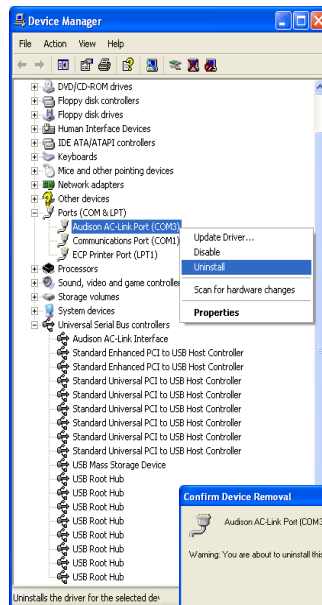 Device Manager
File Action View Help
DVD/CD-ROM drives
Floppy disk controllers
Floppy disk drives
Human Interface Devices
IDE ATA/ATAPI controllers
Keyboards
Mice and other pointing devices
Network adapters
Other devices
Ports (COM & LPT)
Audison AC-Link Port (COM3)
Communications Port (COM1)
ECP Printer Port (LPT1)
Update Driver...
Disable
Uninstall
Scan for hardware changes
Properties
Processors
Sound, video and game controlle
Storage volumes
System devices
Universal Serial Bus controllers
Audison AC-Link Interface
Standard Enhanced PCI to USB Host Controller
Standard Enhanced PCI to USB Host Controller
Standard Universal PCI to USB Host Controller
Standard Universal PCI to USB Host Controller
Standard Universal PCI to USB Host Controller
Standard Universal PCI to USB Host Controller
Standard Universal PCI to USB Host Controller
Standard Universal PCI to USB Host Controller
USB Mass Storage Device
USB Root Hub
USB Root Hub
USB Root Hub
USB Root Hub
USB Root Hub
USB Root Hub
USB Root Hub
USB Root Hub
Confirm Device Removal
Audison AC-Link Port (COM3
Warning: You are about to uninstall this
Uninstalls the driver for the selected de